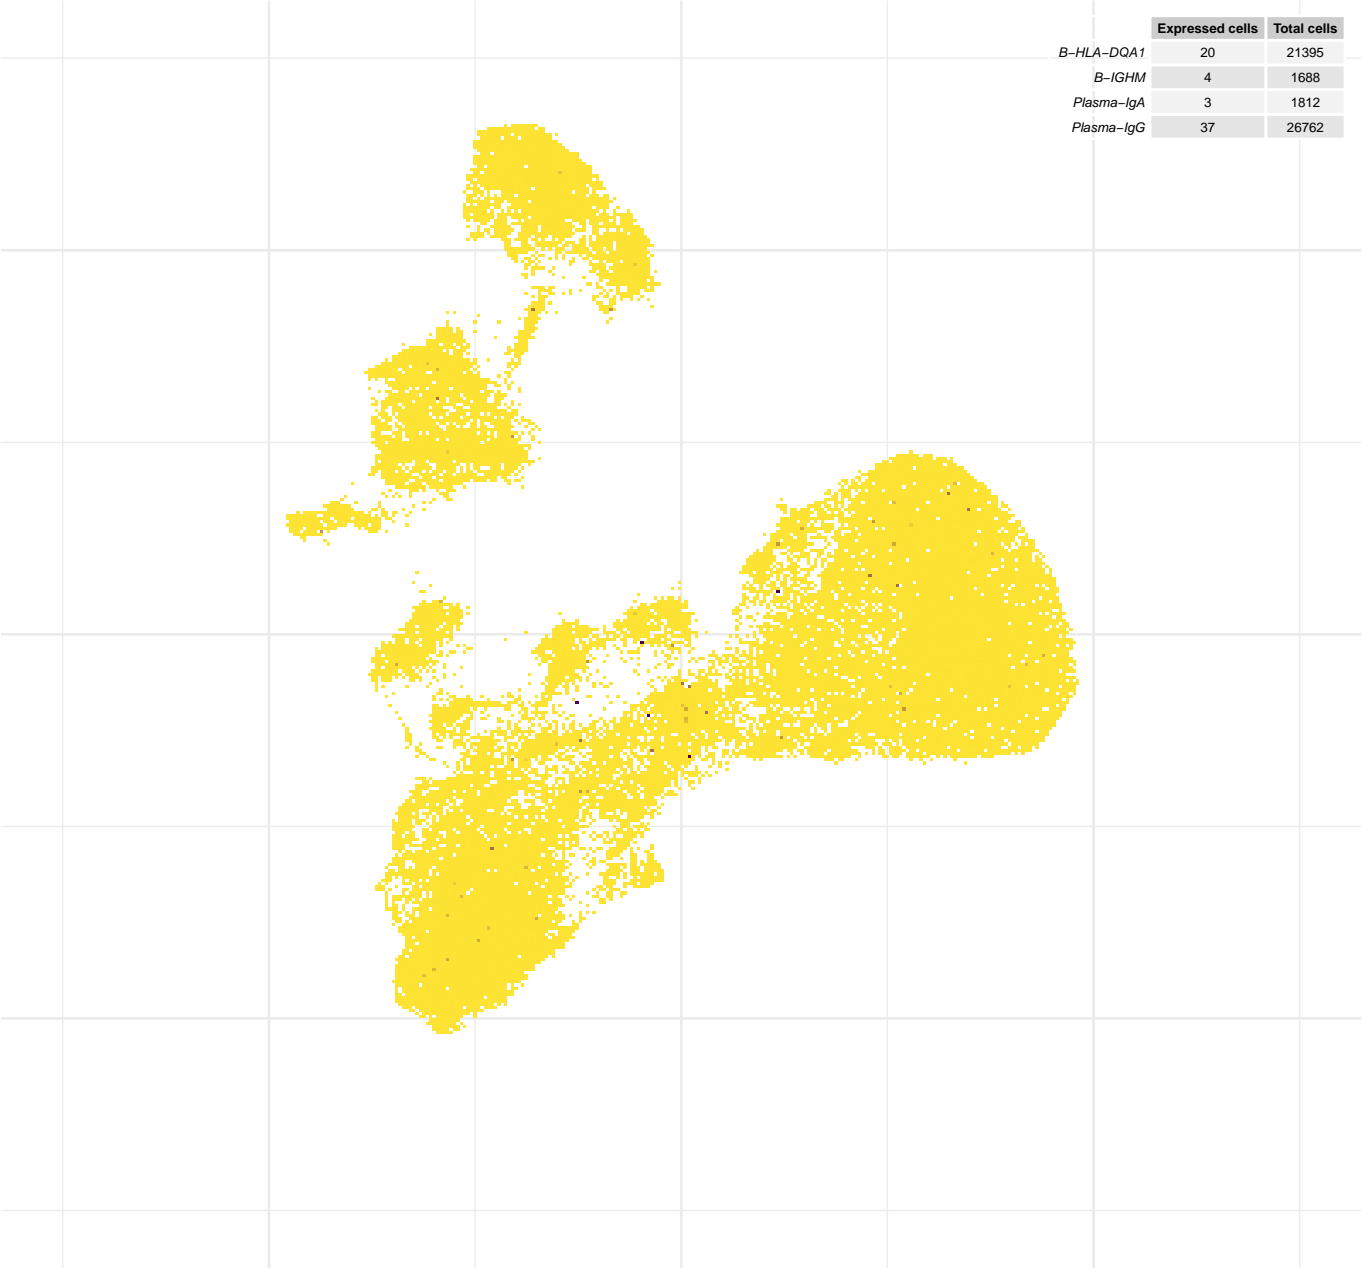 Expressed cells Total cells
B−HLA−DQA1 20 21395
B−IGHM 4 1688
Plasma−IgA 3 1812
Plasma−IgG 37 26762